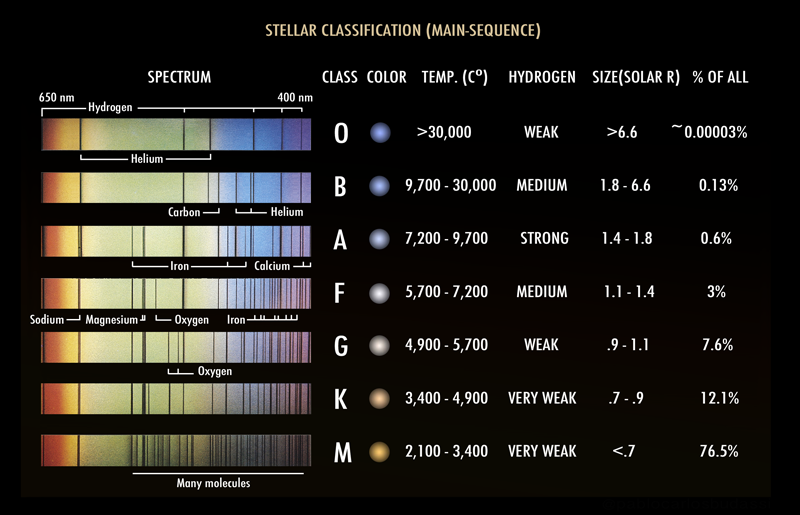 STELLAR CLASSIFICATION (MAIN-SEQUENCE)
SPECTRUM CLASS COLOR TEMP. (Cº) HYDROGEN SIZE(SOLAR R) % OF ALL
650 nm 400 nm
Hydrogen
O >30,000 WEAK >6.6 ~0.00003%
Helium
B 9,700 - 30,000 MEDIUM 1.8 - 6.6 0.13%
Carbon Helium
A 7,200 - 9,700 STRONG 1.4 - 1.8 0.6%
Iron Calcium
F 5,700 - 7,200 MEDIUM 1.1 - 1.4 3%
Sodium Magnesium Oxygen Iron
G 4,900 - 5,700 WEAK .9 - 1.1 7.6%
Oxygen
K 3,400 - 4,900 VERY WEAK .7 - .9 12.1%
M 2,100 - 3,400 VERY WEAK <.7 76.5%
Many molecules